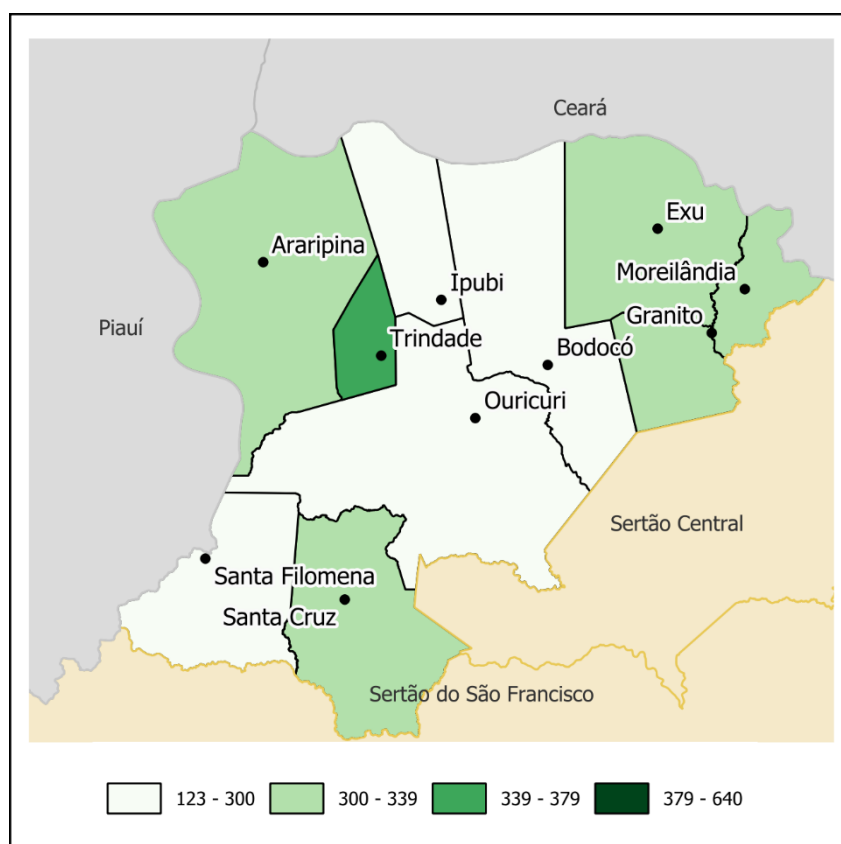 Ceará
Exu
Araripina
Moreilândia
Ipubi
Granito
Piauí
Trindade
Bodocó
Ouricuri
Sertão Central
Santa Filomena
Santa Cruz
Sertão do São Francisco
123 - 300
300 - 339
339 - 379
379 - 640